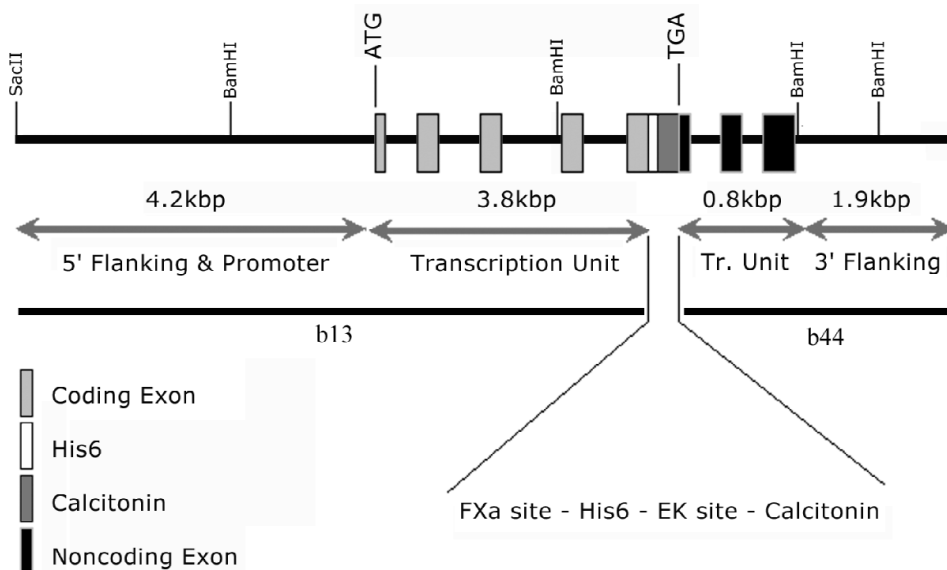 SacII
BamHI
ATG
BamHI
TGA
BamHI
BamHI
4.2kbp
3.8kbp
0.8kbp
1.9kbp
5' Flanking & Promoter
Transcription Unit
Tr. Unit
3' Flanking
b13
b44
Coding Exon
His6
Calcitonin
Noncoding Exon
FXa site - His6 - EK site - Calcitonin